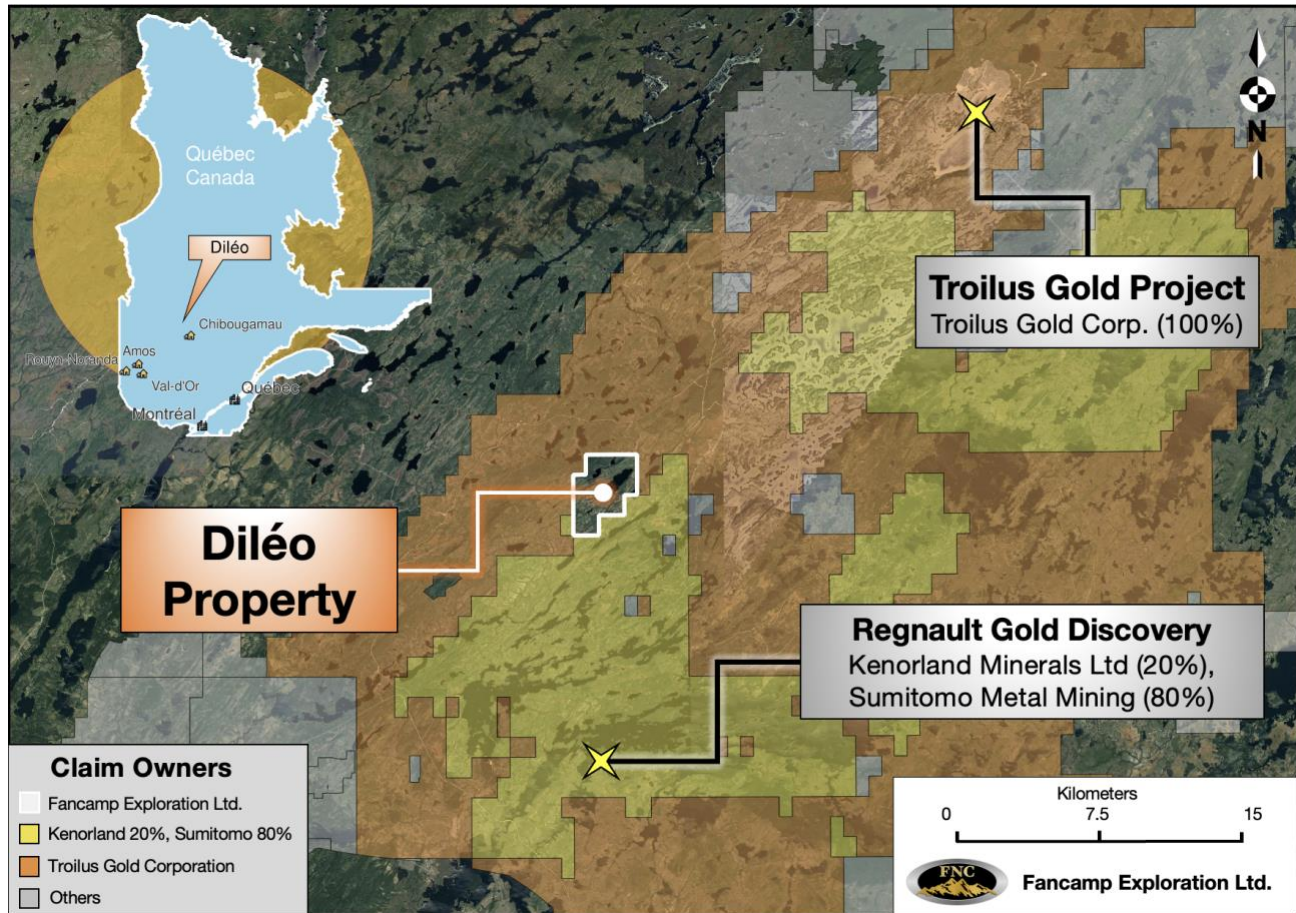 Québec
Canada
Diléo
Chibougamau
Amos
Rouyn-Noranda
Val-d'Or
Québec
Montréal
N
Troilus Gold Project
Troilus Gold Corp. (100%)
Diléo
Property
Regnault Gold Discovery
Kenorland Minerals Ltd (20%),
Sumitomo Metal Mining (80%)
Claim Owners
Fancamp Exploration Ltd.
Kenorland 20%, Sumitomo 80%
Troilus Gold Corporation
Others
Kilometers
0 7.5 15
FNC
Fancamp Exploration Ltd.